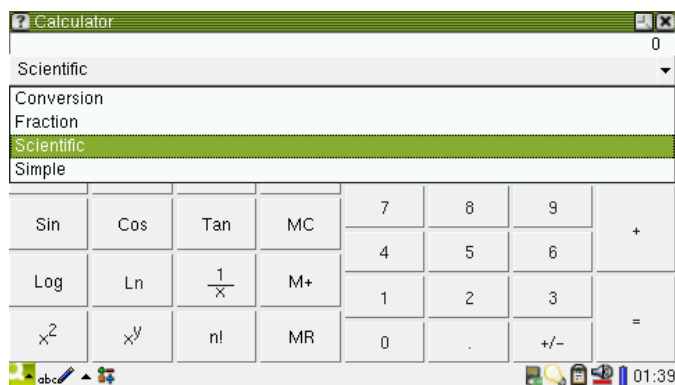 ? Calculator
0
Scientific
Conversion
Fraction
Scientific
Simple
Sin Cos Tan MC 7 8 9 +
4 5 6
Log Ln 1/x M+ 1 2 3
x² xʸ n! MR 0 . +/- =
abc 01:39